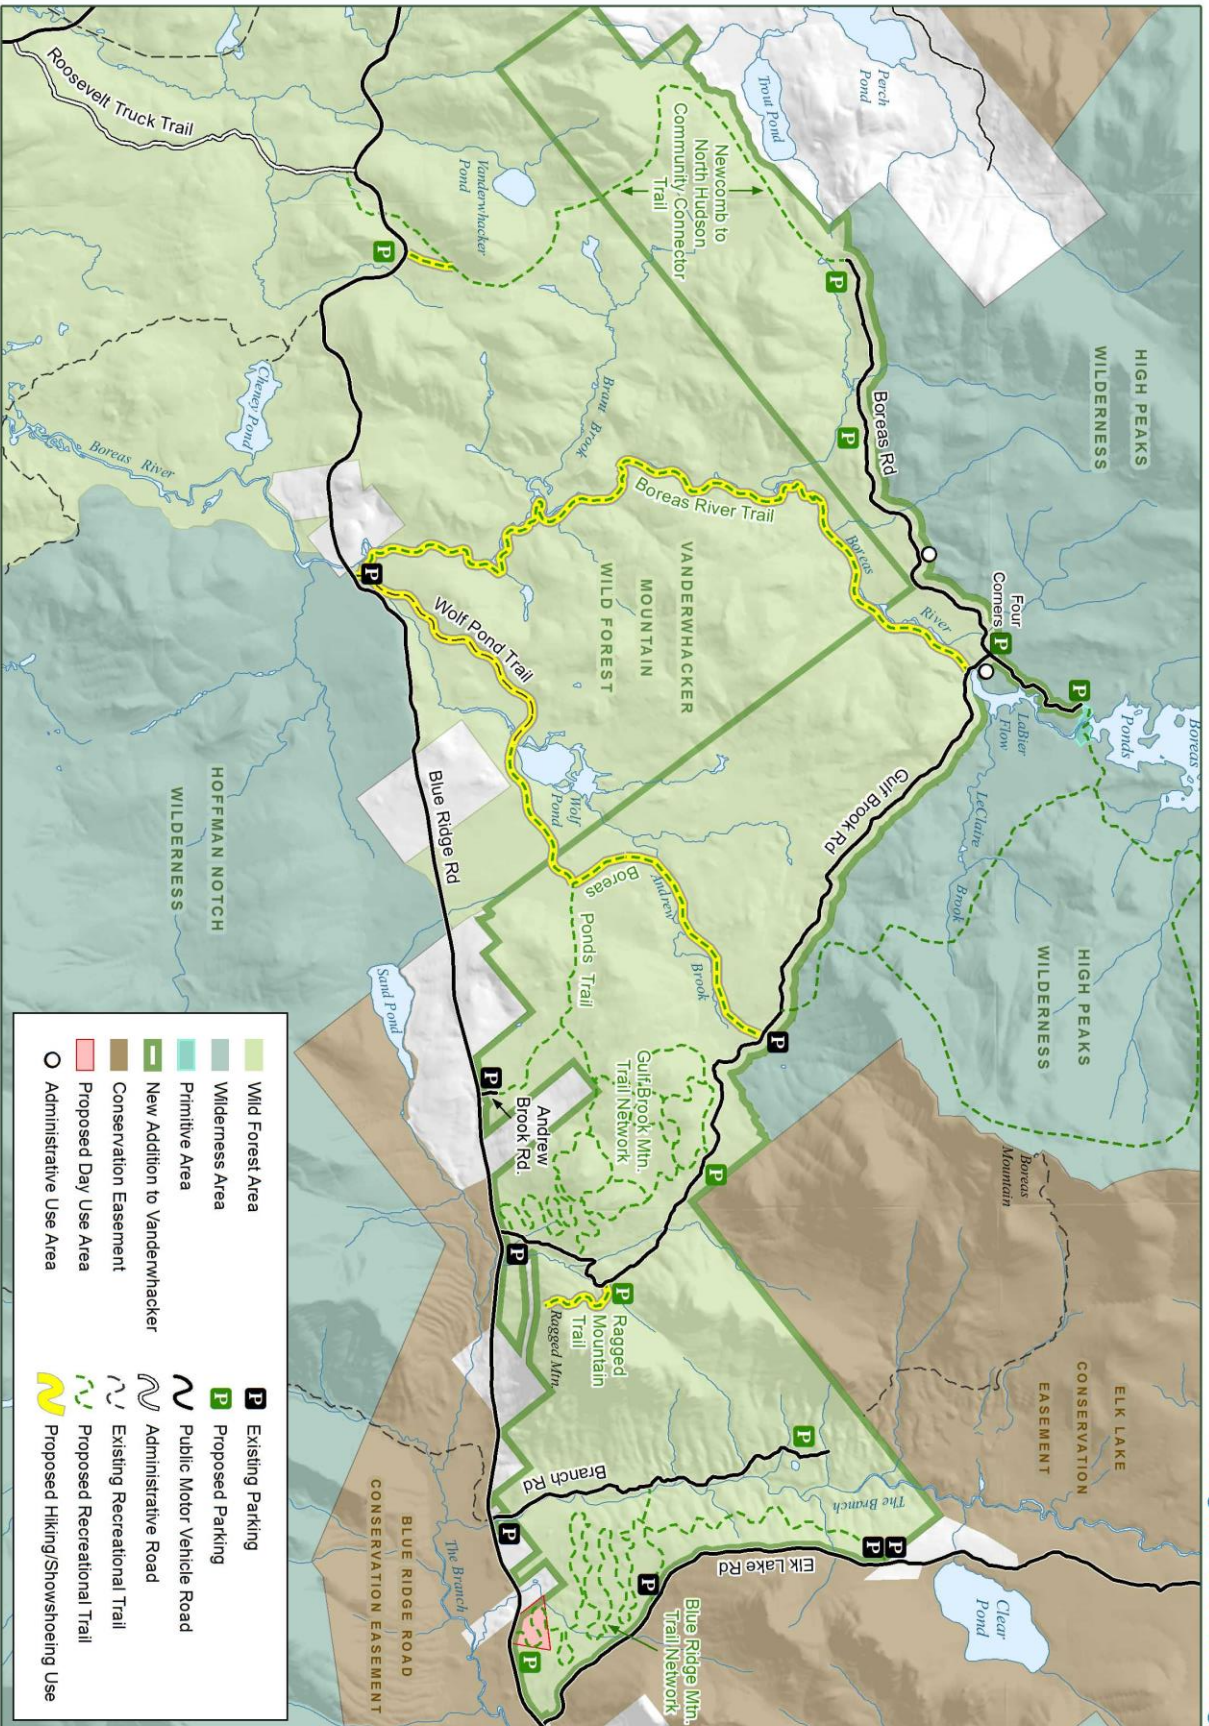 Roosevelt Truck Trail
Perch
Pond
Trout Pond
Newcomb to
North Hudson
Community Connector
Trail
Vanderwhacker
Pond
P
P
P
HIGH PEAKS
WILDERNESS
Boreas Rd
Cheney Pond
Boreas River
Brant Brook
Boreas River Trail
Boreas
River
Four
Corners
P
P
P
Boreas
Ponds
LaBier
Flow
LeClaire
Brook
VANDERWHACKER
MOUNTAIN
WILD FOREST
Wolf Pond Trail
Wolf
Pond
Gulf Brook Rd
Blue Ridge Rd
HOFFMAN NOTCH
WILDERNESS
HIGH PEAKS
WILDERNESS
Boreas
Ponds Trail
Andrew
Brook
Sand Pond
P
P
P
P
P
Gulf Brook Mtn.
Trail Network
Andrew
Brook Rd.
Boreas
Mountain
Ragged
Mountain
Trail
Ragged Mtn.
ELK LAKE
CONSERVATION
EASEMENT
P
Branch Rd
The Branch
P
P
P
P
P
Elk Lake Rd
Clear
Pond
Blue Ridge Mtn.
Trail Network
The Branch
BLUE RIDGE ROAD
CONSERVATION EASEMENT
Wild Forest Area
Wilderness Area
Primitive Area
New Addition to Vanderwhacker
Conservation Easement
Proposed Day Use Area
Administrative Use Area
P Existing Parking
P Proposed Parking
Public Motor Vehicle Road
Administrative Road
Existing Recreational Trail
Proposed Recreational Trail
Proposed Hiking/Showshoeing Use